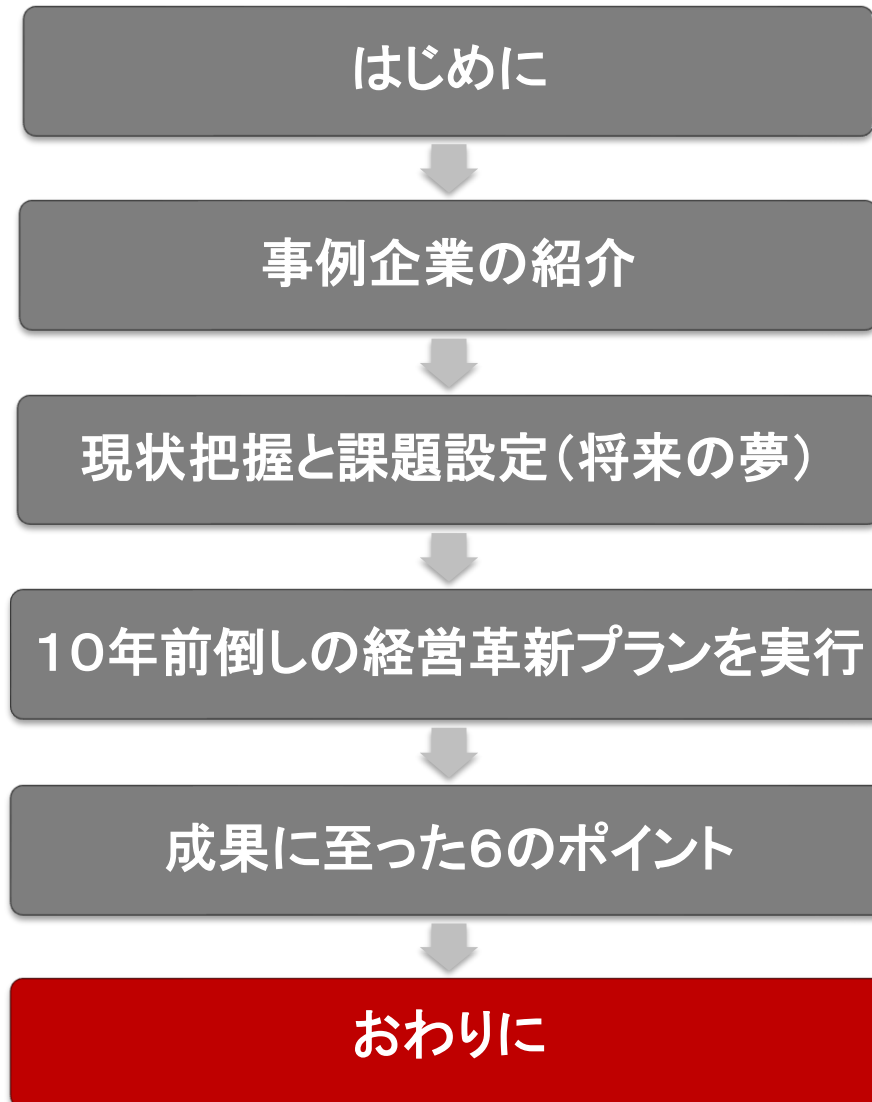 はじめに
事例企業の紹介
現状把握と課題設定（将来の夢）
１０年前倒しの経営革新プランを実行
成果に至った６のポイント
おわりに